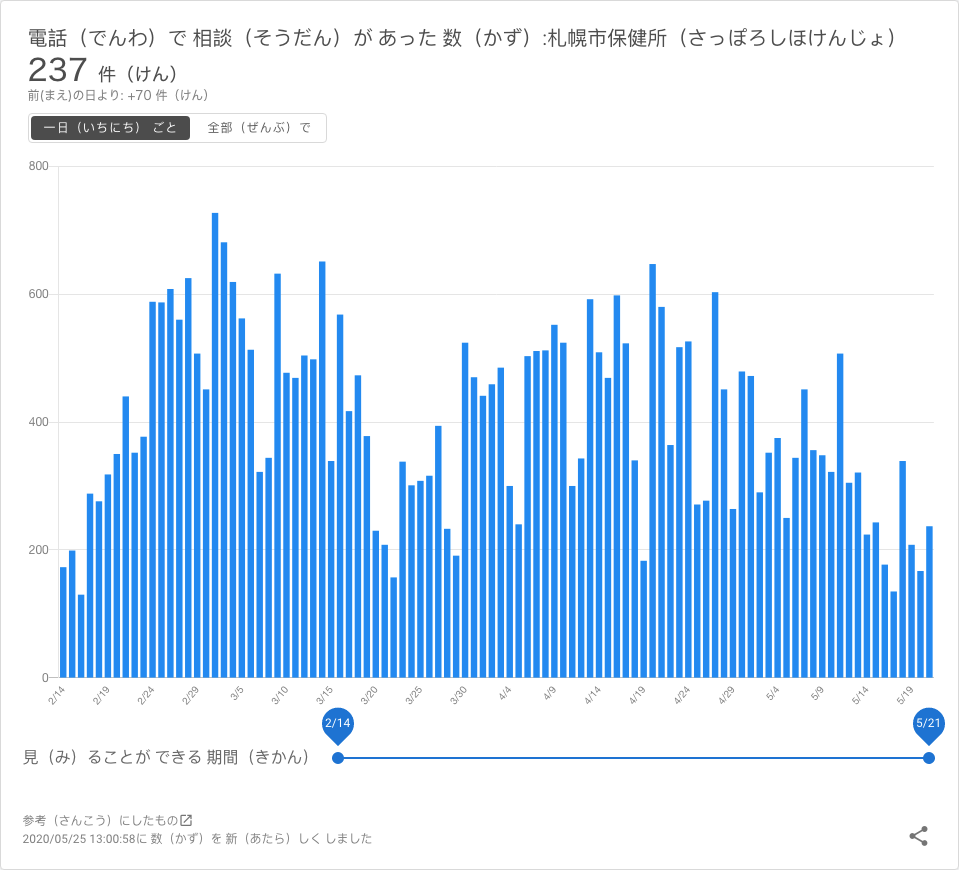 電話（でんわ）で 相談（そうだん）が あった 数（かず）:札幌市保健所（さっぽろしほけんじょ）
237 件（けん）
前(まえ)の日より: +70 件（けん）
一日（いちにち） ごと 全部（ぜんぶ）で
800
600
400
200
0
2/14 2/19 2/24 2/29 3/5 3/10 3/15 3/20 3/25 3/30 4/4 4/9 4/14 4/19 4/24 4/29 5/4 5/9 5/14 5/19
2/14 5/21
見（み）ることが できる 期間（きかん）
参考（さんこう）にしたもの
2020/05/25 13:00:58に 数（かず）を 新（あたら）しく しました